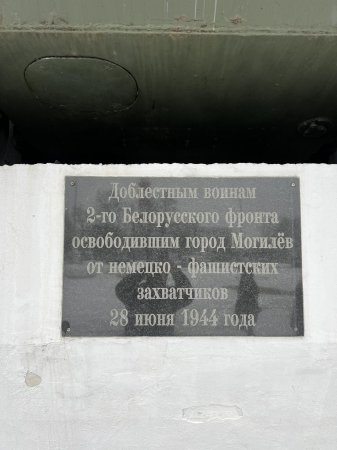 Доблестным воинам
2-го Белорусского фронта
освободившим город Могилёв
от немецко - фашистских
захватчиков
28 июня 1944 года